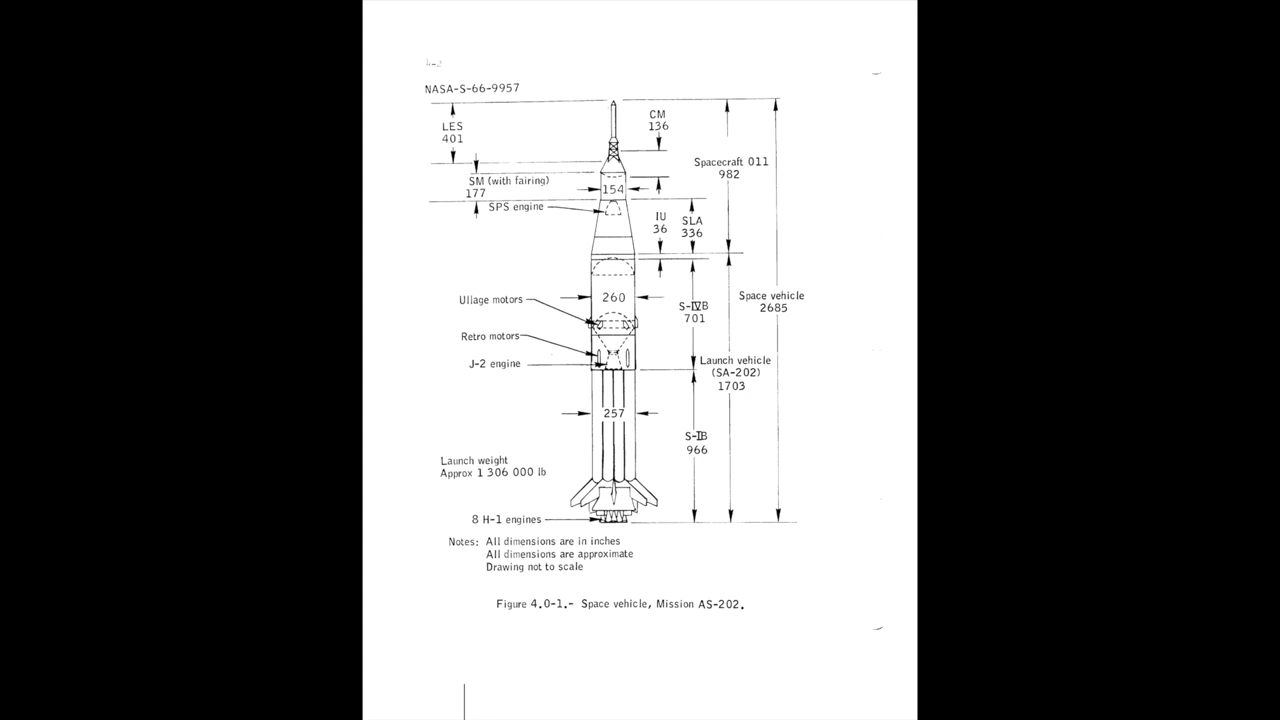 4-2
NASA-S-66-9957
LES
401
CM
136
Spacecraft 011
982
SM (with fairing)
177
154
SPS engine
IU
36
SLA
336
Ullage motors
260
S-IVB
701
Space vehicle
2685
Retro motors
J-2 engine
Launch vehicle
(SA-202)
1703
257
S-IB
966
Launch weight
Approx 1 306 000 lb
8 H-1 engines
Notes: All dimensions are in inches
All dimensions are approximate
Drawing not to scale
Figure 4.0-1.- Space vehicle, Mission AS-202.